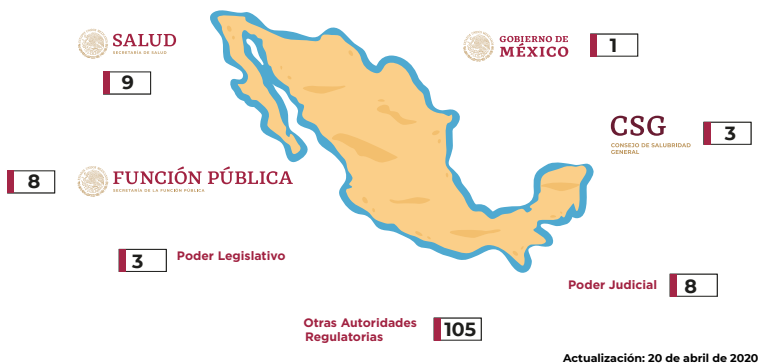 SALUD
SECRETARÍA DE SALUD
9
GOBIERNO DE
MÉXICO
1
CSG
CONSEJO DE SALUBRIDAD
GENERAL
3
8
FUNCIÓN PÚBLICA
SECRETARÍA DE LA FUNCIÓN PÚBLICA
3
Poder Legislativo
Poder Judicial
8
Otras Autoridades
Regulatorias
105
Actualización: 20 de abril de 2020